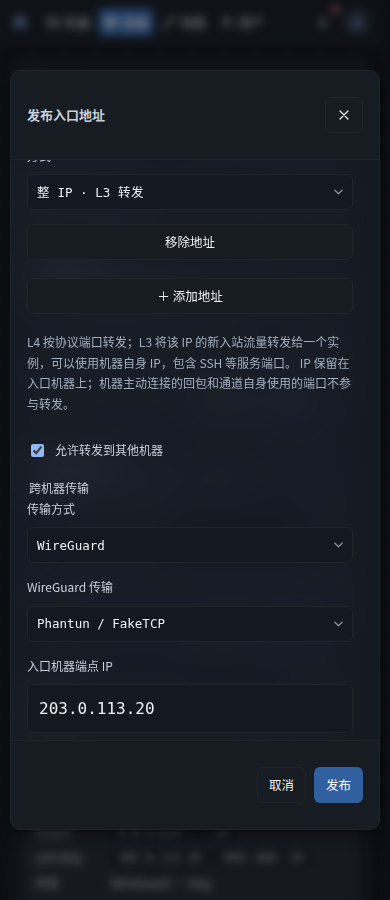 发布入口地址
整 IP · L3 转发
移除地址
+ 添加地址
L4 按协议端口转发；L3 将该 IP 的新入站流量转发给一个实
例，可以使用机器自身 IP，包含 SSH 等服务端口。 IP 保留在
入口机器上；机器主动连接的回包和通道自身使用的端口不参
与转发。
允许转发到其他机器
跨机器传输
传输方式
WireGuard
WireGuard 传输
Phantun / FakeTCP
入口机器端点 IP
203.0.113.20
取消
发布